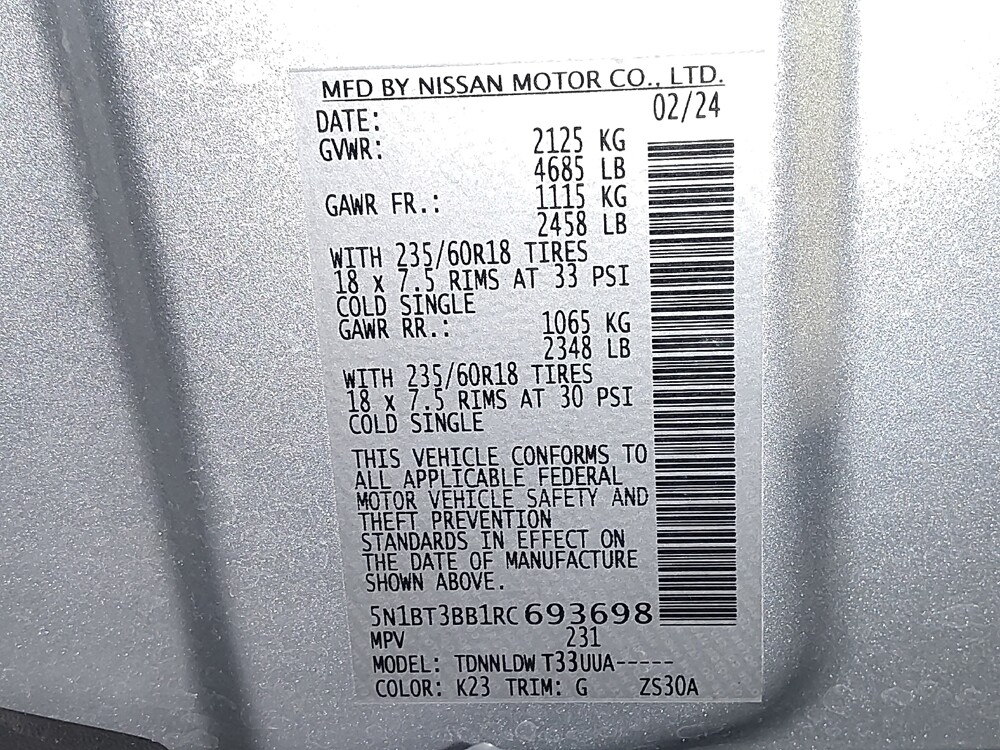 MFD BY NISSAN MOTOR CO., LTD.
DATE: 02/24
GVWR: 2125 KG
4685 LB
GAWR FR.: 1115 KG
2458 LB
WITH 235/60R18 TIRES
18 x 7.5 RIMS AT 33 PSI
COLD SINGLE
GAWR RR.: 1065 KG
2348 LB
WITH 235/60R18 TIRES
18 x 7.5 RIMS AT 30 PSI
COLD SINGLE
THIS VEHICLE CONFORMS TO
ALL APPLICABLE FEDERAL
MOTOR VEHICLE SAFETY AND
THEFT PREVENTION
STANDARDS IN EFFECT ON
THE DATE OF MANUFACTURE
SHOWN ABOVE.
5N1BT3BB1RC693698
MPV 231
MODEL: TDNNLDW T33UUA-----
COLOR: K23 TRIM: G ZS30A